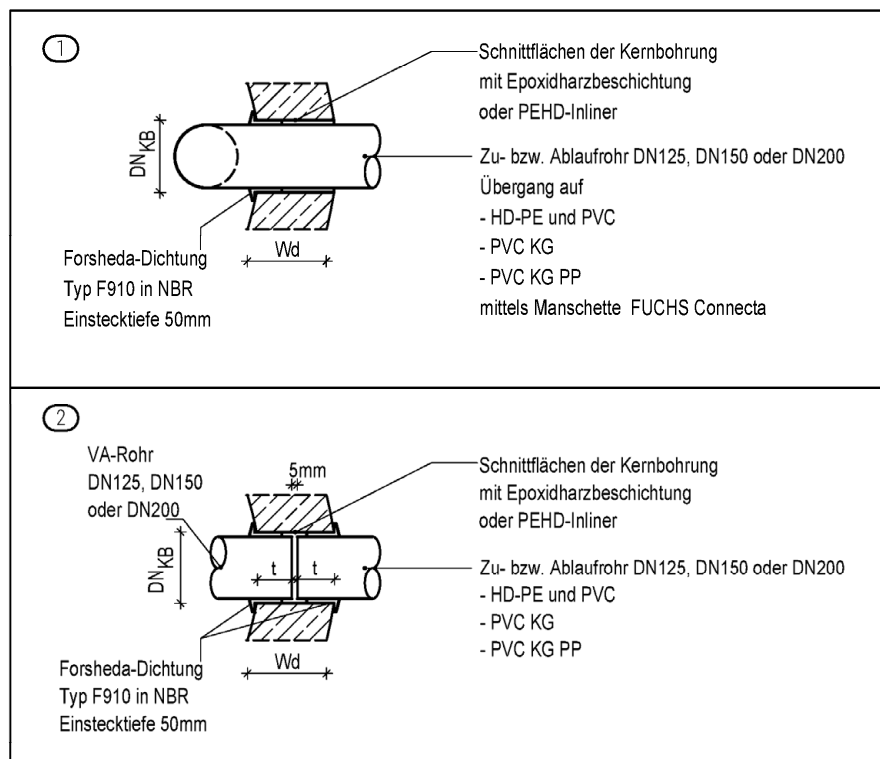 1
Schnittflächen der Kernbohrung
mit Epoxidharzbeschichtung
oder PEHD-Inliner
DN KB
Zu- bzw. Ablaufrohr DN125, DN150 oder DN200
Übergang auf
- HD-PE und PVC
- PVC KG
- PVC KG PP
mittels Manschette FUCHS Connecta
Wd
Forsheda-Dichtung
Typ F910 in NBR
Einstecktiefe 50mm
2
VA-Rohr
DN125, DN150
oder DN200
5mm
Schnittflächen der Kernbohrung
mit Epoxidharzbeschichtung
oder PEHD-Inliner
DN KB
t t
Zu- bzw. Ablaufrohr DN125, DN150 oder DN200
- HD-PE und PVC
- PVC KG
- PVC KG PP
Wd
Forsheda-Dichtung
Typ F910 in NBR
Einstecktiefe 50mm